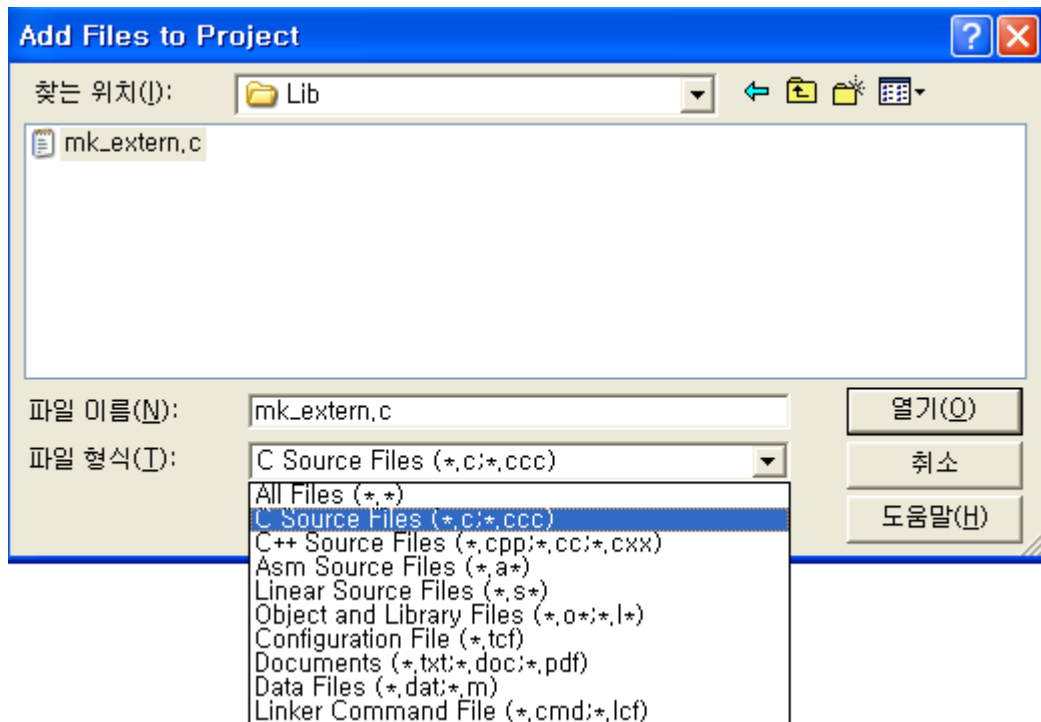 Add Files to Project
찾는 위치(I):
Lib
mk_extern.c
파일 이름(N):
mk_extern.c
열기(O)
파일 형식(T):
C Source Files (*.c;*.ccc)
취소
All Files (*.*)
C Source Files (*.c;*.ccc)
도움말(H)
C++ Source Files (*.cpp;*.cc;*.cxx)
Asm Source Files (*.a*)
Linear Source Files (*.s*)
Object and Library Files (*.o*;*.l*)
Configuration File (*.tcf)
Documents (*.txt;*.doc;*.pdf)
Data Files (*.dat;*.m)
Linker Command File (*.cmd;*.lcf)